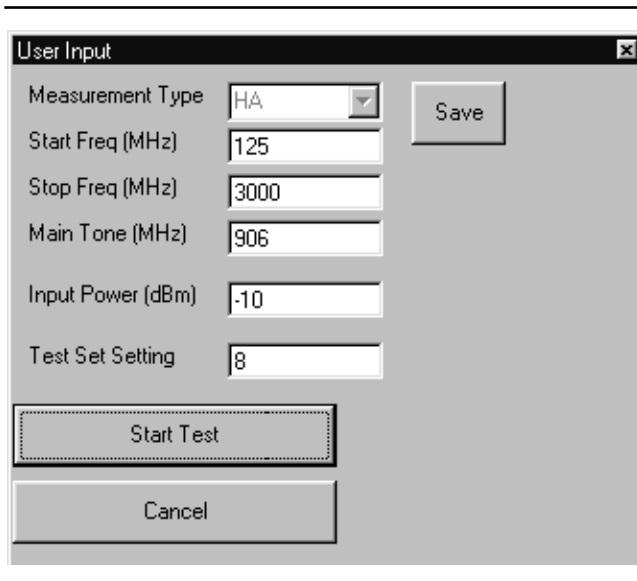 User Input
Measurement Type HA Save
Start Freq (MHz) 125
Stop Freq (MHz) 3000
Main Tone (MHz) 906
Input Power (dBm) -10
Test Set Setting 8
Start Test
Cancel